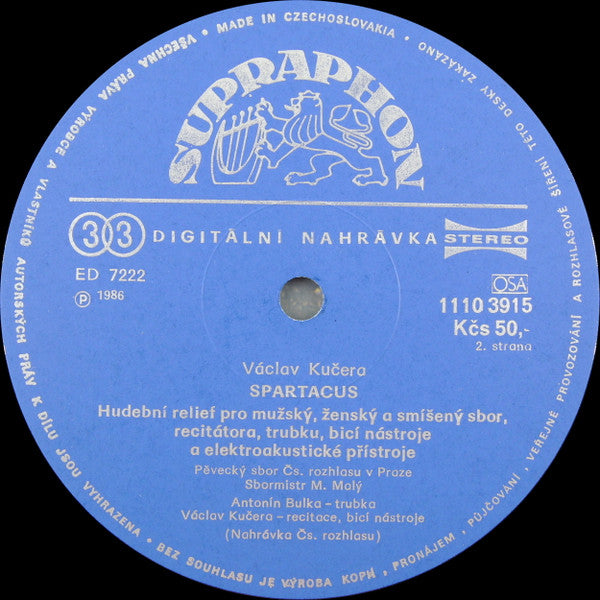 MADE IN CZECHOSLOVAKIA • VŠECHNA PRÁVA VÝROBCE A VLASTNÍKŮ AUTORSKÝCH PRÁV K DÍLU JSOU VYHRAZENA • BEZ SOUHLASU JE VÝROBA KOPIÍ, PRONÁJEM, PŮJČOVÁNÍ, VEŘEJNÉ PROVOZOVÁNÍ A ROZHLASOVÉ ŠÍŘENÍ TÉTO DESKY ZAKÁZÁNO •
SUPRAPHON
33 DIGITÁLNÍ NAHRÁVKA STEREO
ED 7222
Ⓟ 1986
OSA
1110 3915
Kčs 50,-
2. strana
Václav Kučera
SPARTACUS
Hudební relief pro mužský, ženský a smíšený sbor,
recitátora, trubku, bicí nástroje
a elektroakustické přístroje
Pěvecký sbor Čs. rozhlasu v Praze
Sbormistr M. Malý
Antonín Bulka – trubka
Václav Kučera – recitace, bicí nástroje
(Nahrávka Čs. rozhlasu)